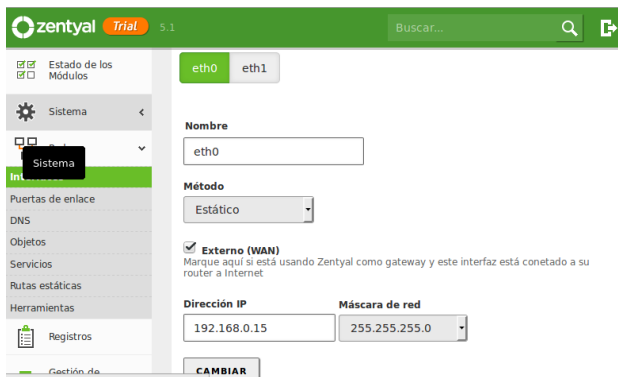 zentyal Trial 5.1
Buscar...
Estado de los
Módulos
eth0 eth1
Sistema
Nombre
eth0
Sistema
Método
Puertas de enlace
Estático
DNS
Objetos
Externo (WAN)
Servicios
Marque aquí si está usando Zentyal como gateway y este interfaz está conetado a su
router a Internet
Rutas estáticas
Herramientas
Dirección IP
Máscara de red
192.168.0.15
255.255.255.0
Registros
CAMBIAR
Gestión de